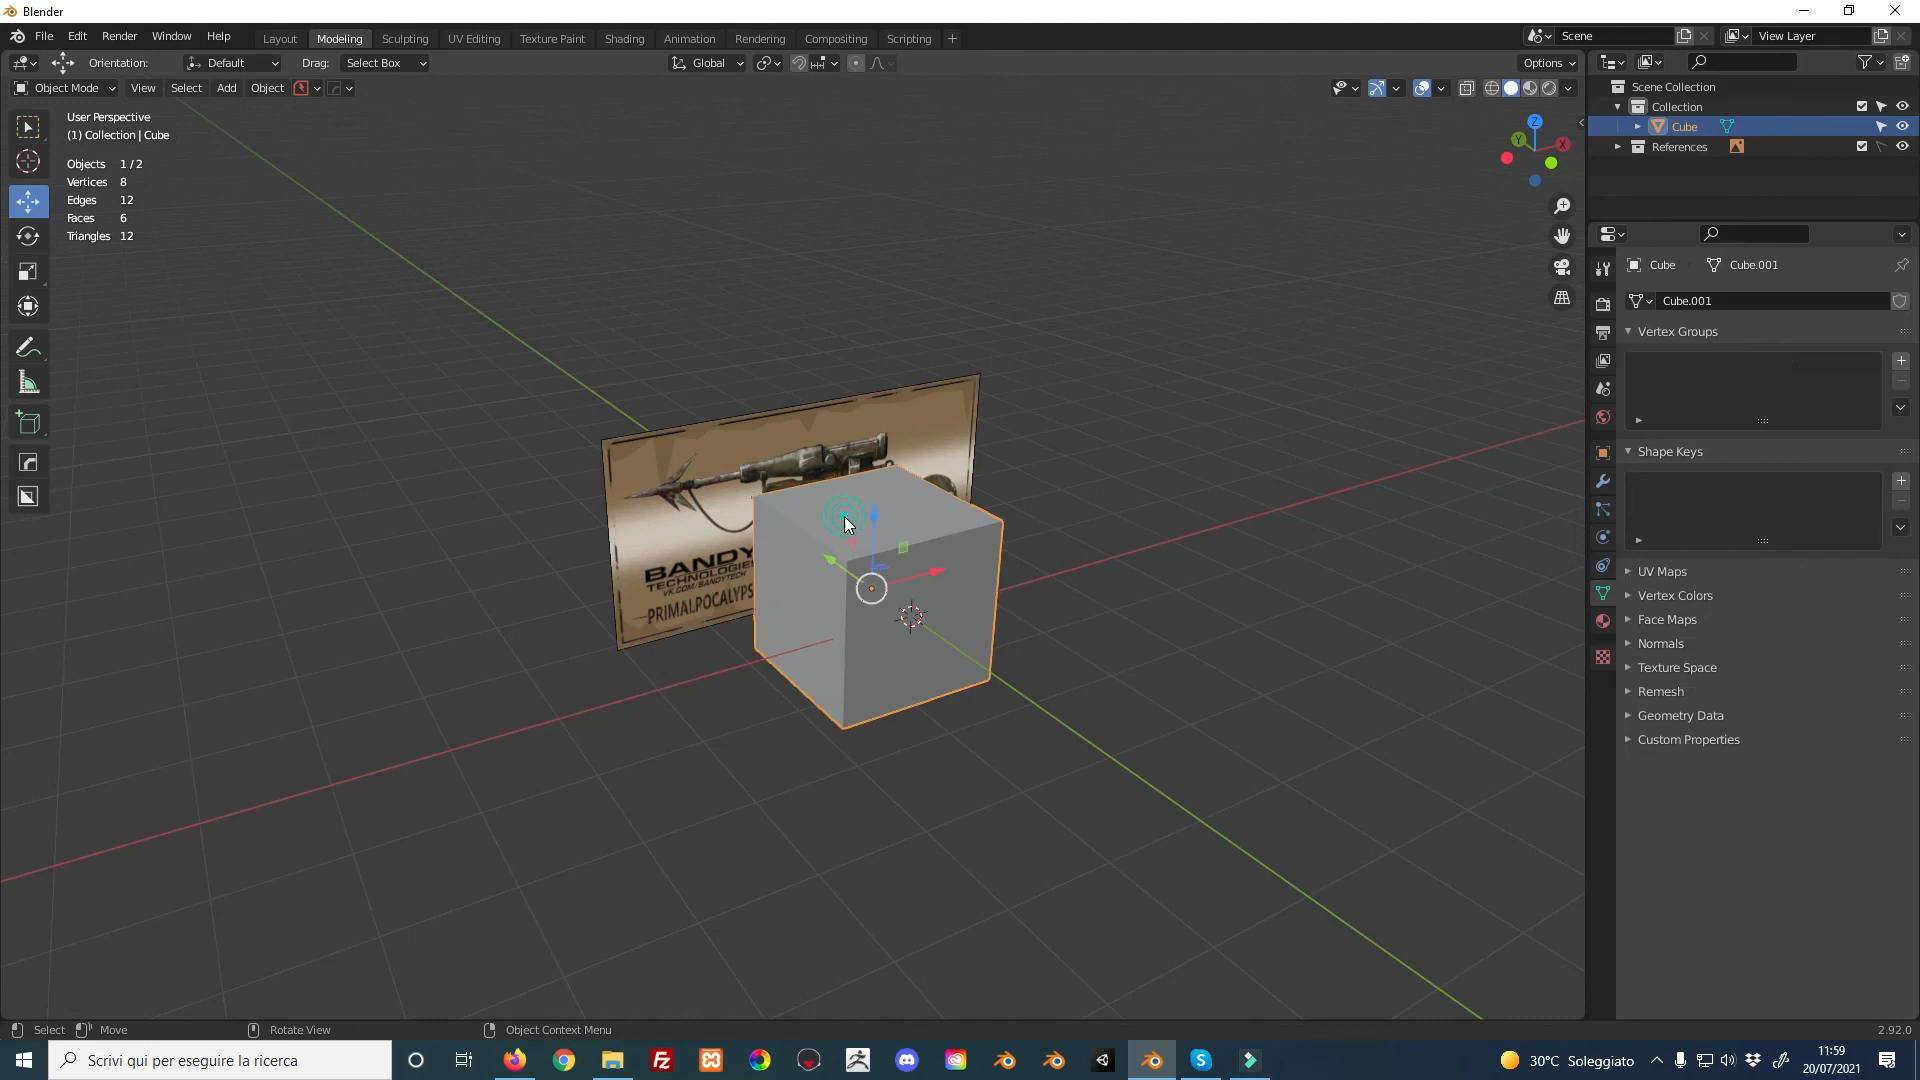 Blender
File Edit Render Window Help
Layout Modeling Sculpting UV Editing Texture Paint Shading Animation Rendering Compositing Scripting
Scene
View Layer
Orientation: Default Drag: Select Box
Global
Options
Object Mode View Select Add Object
User Perspective
(1) Collection | Cube
Objects 1 / 2
Vertices 8
Edges 12
Faces 6
Triangles 12
Z
Y
X
BANDY
TECHNOLOGIES
VK.COM/BANDYTECH
PRIMALPOCALYPS
Scene Collection
Collection
Cube
References
Cube Cube.001
Cube.001
Vertex Groups
Shape Keys
UV Maps
Vertex Colors
Face Maps
Normals
Texture Space
Remesh
Geometry Data
Custom Properties
Select Move Rotate View Object Context Menu
2.92.0
Scrivi qui per eseguire la ricerca
30°C Soleggiato
11:59
20/07/2021